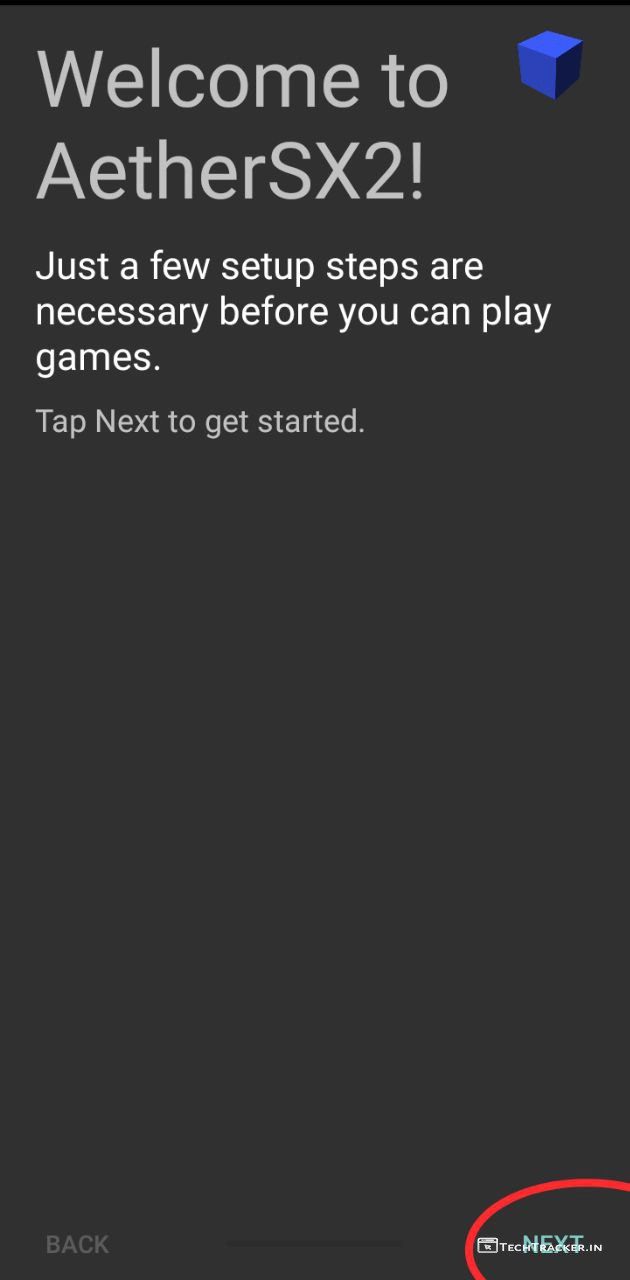 Welcome to
AetherSX2!
Just a few setup steps are
necessary before you can play
games.
Tap Next to get started.
BACK
NEXT
TECHTRACKER.IN